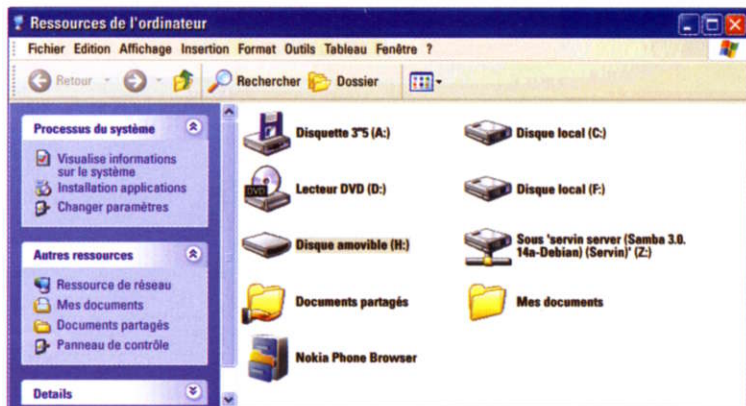 Ressources de l'ordinateur
Fichier Edition Affichage Insertion Format Outils Tableau Fenêtre ?
Retour Rechercher Dossier
Processus du système
Visualise informations
sur le système
Installation applications
Changer paramètres
Autres ressources
Ressource de réseau
Mes documents
Documents partagés
Panneau de contrôle
Details
Disquette 3"5 (A:)
Disque local (C:)
DVD
Lecteur DVD (D:)
Disque local (F:)
Disque amovible (H:)
Sous 'servin server (Samba 3.0.
14a-Debian) (Servin)' (Z:)
Documents partagés
Mes documents
Nokia Phone Browser